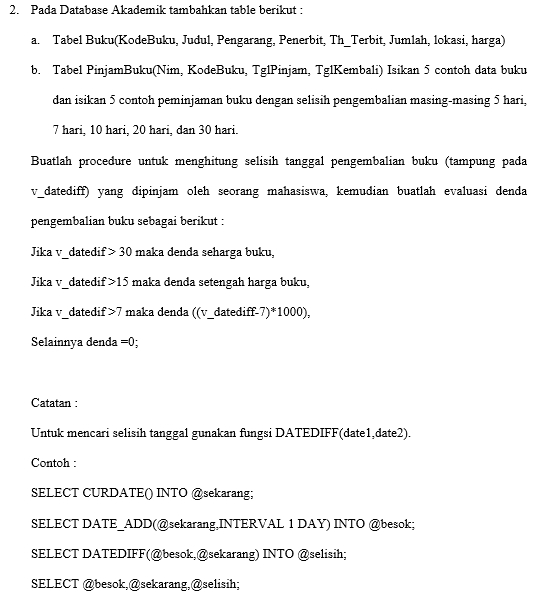 2. Pada Database Akademik tambahkan table berikut :
a. Tabel Buku(KodeBuku, Judul, Pengarang, Penerbit, Th_Terbit, Jumlah, lokasi, harga)
b. Tabel PinjamBuku(Nim, KodeBuku, TglPinjam, TglKembali) Isikan 5 contoh data buku
dan isikan 5 contoh peminjaman buku dengan selisih pengembalian masing-masing 5 hari,
7 hari, 10 hari, 20 hari, dan 30 hari.
Buatlah procedure untuk menghitung selisih tanggal pengembalian buku (tampung pada
v_datediff) yang dipinjam oleh seorang mahasiswa, kemudian buatlah evaluasi denda
pengembalian buku sebagai berikut :
Jika v_datedif> 30 maka denda seharga buku,
Jika v_datedif>15 maka denda setengah harga buku,
Jika v_datedif>7 maka denda ((v_datediff-7)*1000),
Selainnya denda =0;
Catatan :
Untuk mencari selisih tanggal gunakan fungsi DATEDIFF(date1,date2).
Contoh :
SELECT CURDATE() INTO @sekarang;
SELECT DATE_ADD(@sekarang,INTERVAL 1 DAY) INTO @besok;
SELECT DATEDIFF(@besok,@sekarang) INTO @selisih;
SELECT @besok,@sekarang,@selisih;